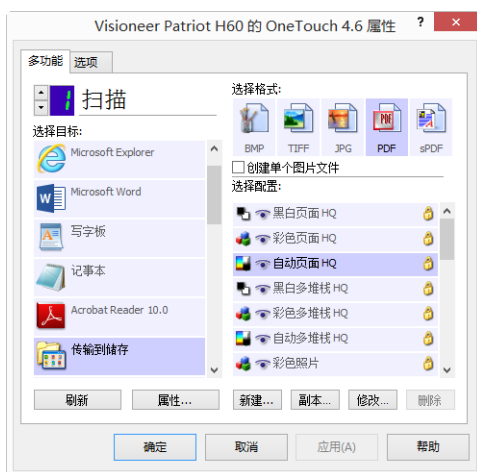 Visioneer Patriot H60 的 OneTouch 4.6 属性
多功能 选项
1 扫描
选择目标:
Microsoft Explorer
Microsoft Word
写字板
记事本
Acrobat Reader 10.0
传输到储存
刷新 属性...
选择格式:
BMP TIFF JPG PDF sPDF
创建单个图片文件
选择配置:
黑白页面 HQ
彩色页面 HQ
自动页面 HQ
黑白多堆栈 HQ
彩色多堆栈 HQ
自动多堆栈 HQ
彩色照片
新建... 副本... 修改... 删除
确定 取消 应用(A) 帮助